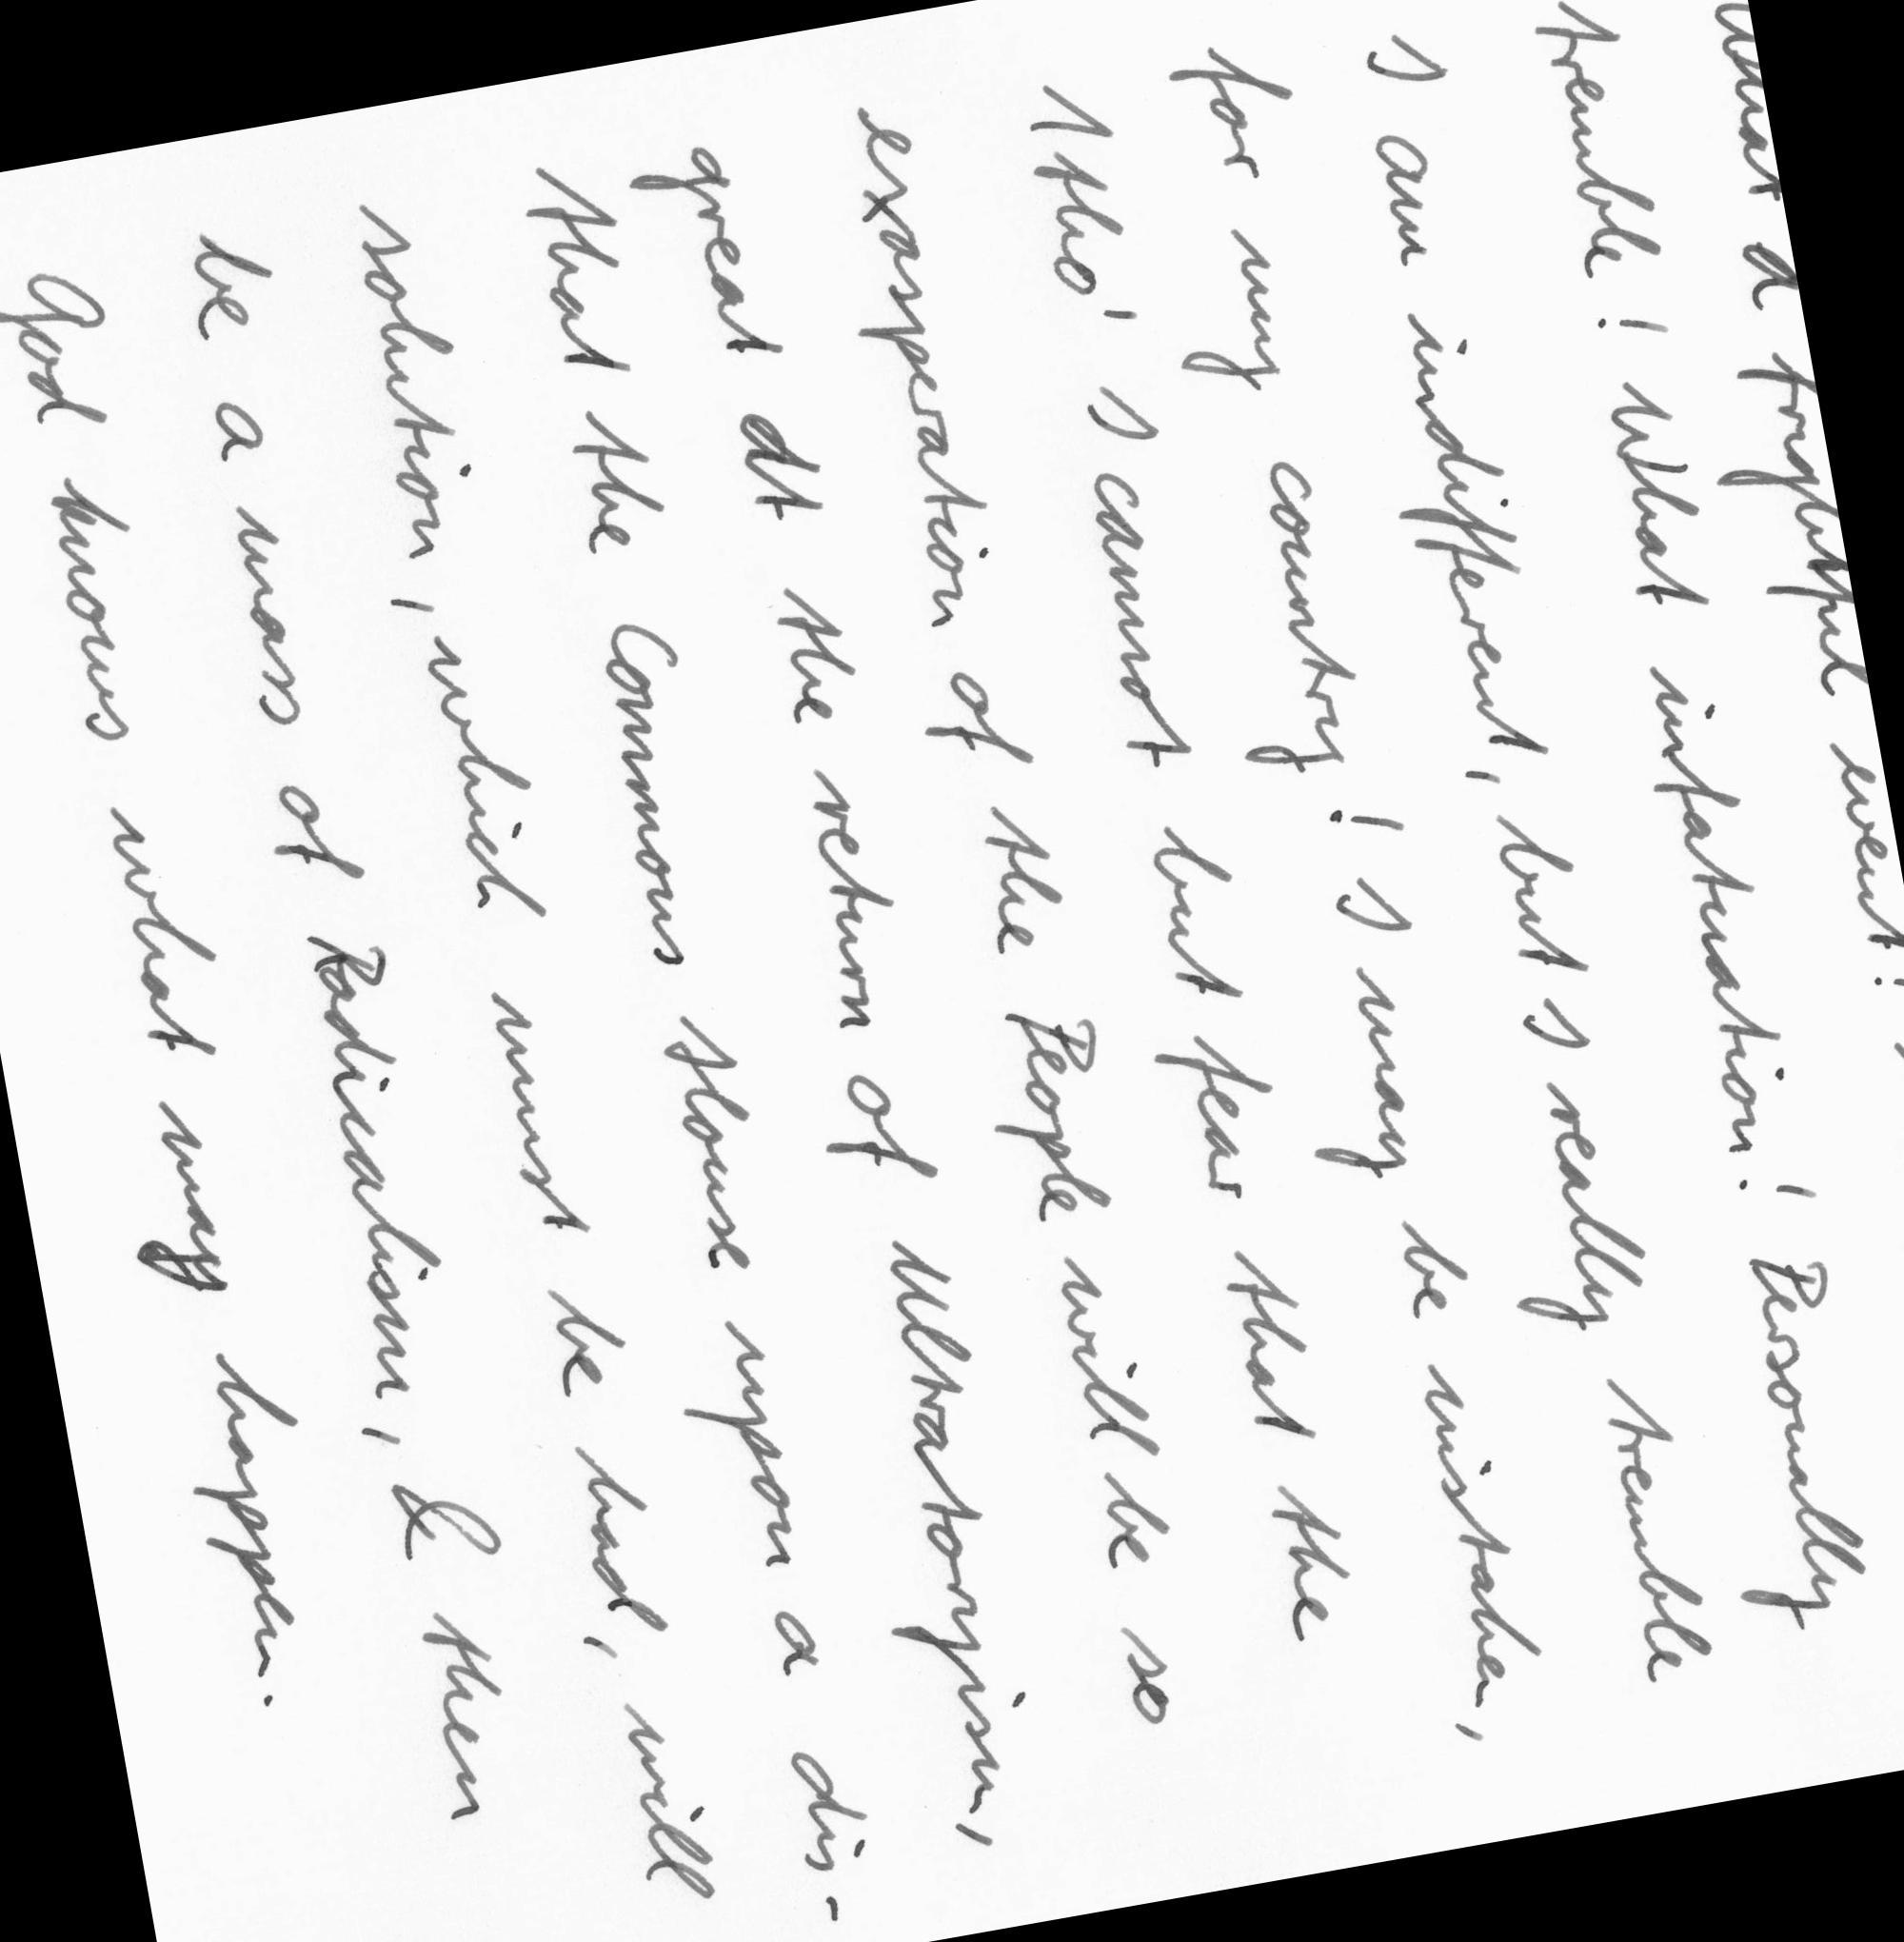 what a frightful event!
tremble! What infatuation! Personally
I am indifferent, but I really tremble
for my country! I may be mistaken,
tho' I cannot but fear that the
exasperation of the People will be so
great at the return of Ultratoryism,
that the Commons House upon a dis-
solution, which must be had, will
be a mass of Radicalism, & then
God knows what may happen.